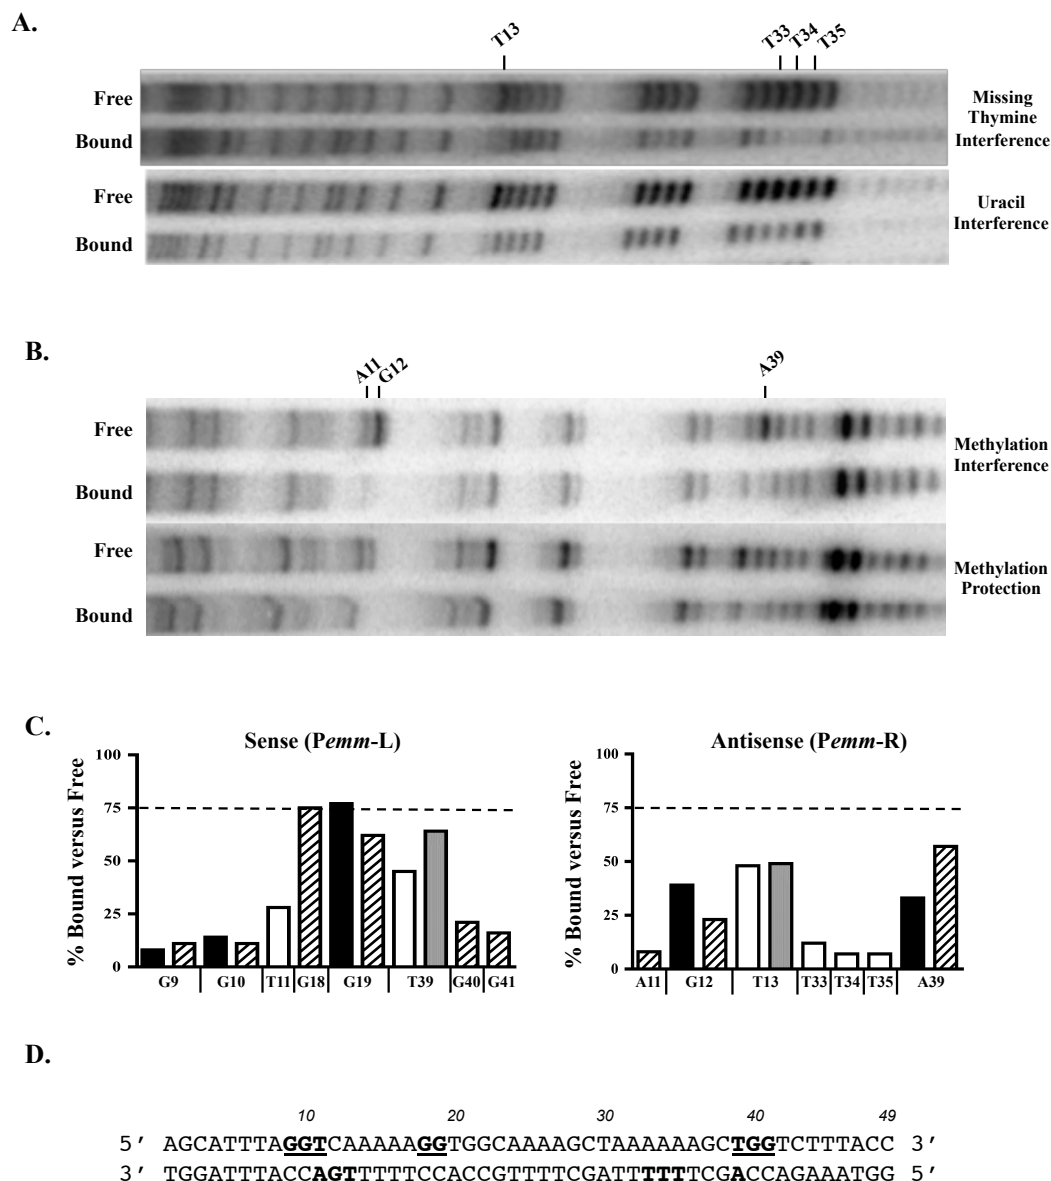 A.
T13 T33 T34 T35
Free
Bound
Missing
Thymine
Interference
Free
Bound
Uracil
Interference
B.
A11 G12 A39
Free
Bound
Methylation
Interference
Free
Bound
Methylation
Protection
C.
Sense (Pemm-L)
% Bound versus Free
100
75
50
25
0
G9 G10 T11 G18 G19 T39 G40 G41
Antisense (Pemm-R)
% Bound versus Free
100
75
50
25
0
A11 G12 T13 T33 T34 T35 A39
D.
10 20 30 40 49
5′ AGCATTTAGGTCAAAAAGGTGGCAAAAGCTAAAAAAGCTGGTCTTTACC 3′
3′ TGGATTTACCAGTTTTTCCACCGTTTTCGATTTTTTCGACCAGAAATGG 5′